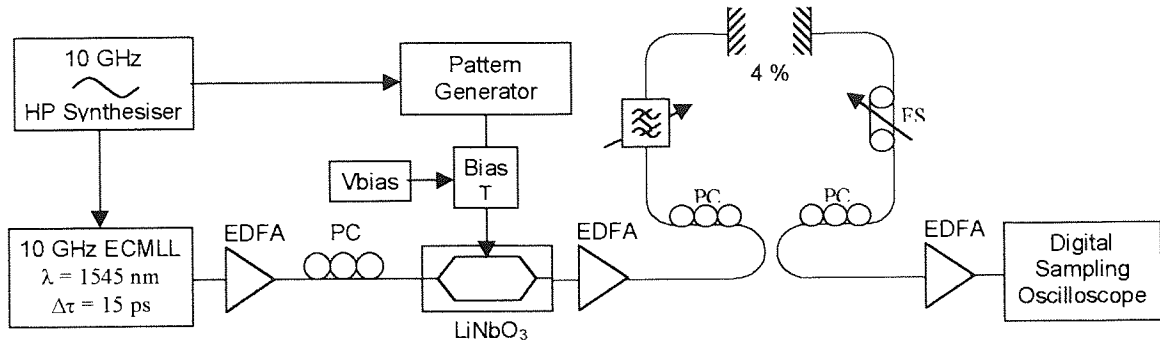 10 GHz
HP Synthesiser
Pattern
Generator
4 %
FS
Vbias
Bias
T
PC
PC
10 GHz ECMLL
λ = 1545 nm
Δτ = 15 ps
EDFA
PC
LiNbO₃
EDFA
EDFA
Digital
Sampling
Oscilloscope